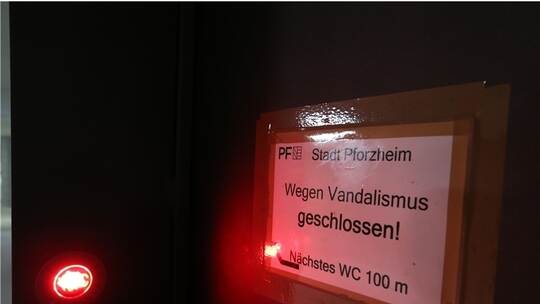 PF Stadt Pforzheim
Wegen Vandalismus
geschlossen!
Nächstes WC 100 m